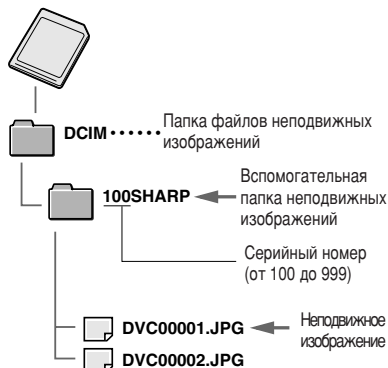 DCIM •••••• Папка файлов неподвижных
изображений
Вспомогательная
100SHARP папка неподвижных
изображений
Серийный номер
(от 100 до 999)
DVC00001.JPG Неподвижное
изображение
DVC00002.JPG